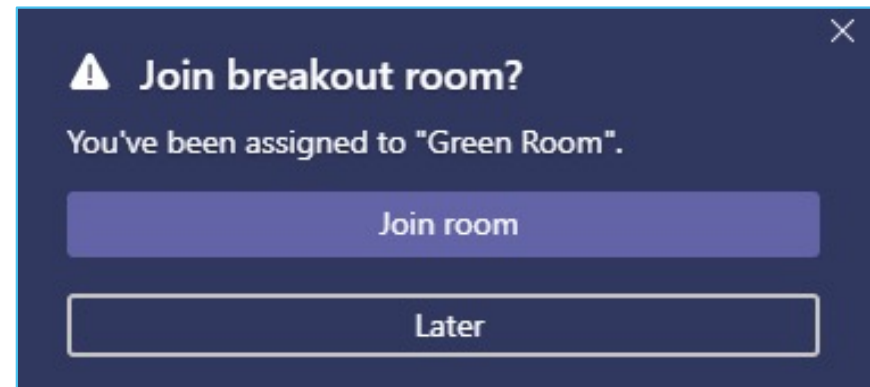 Join breakout room?
You've been assigned to "Green Room".
Join room
Later